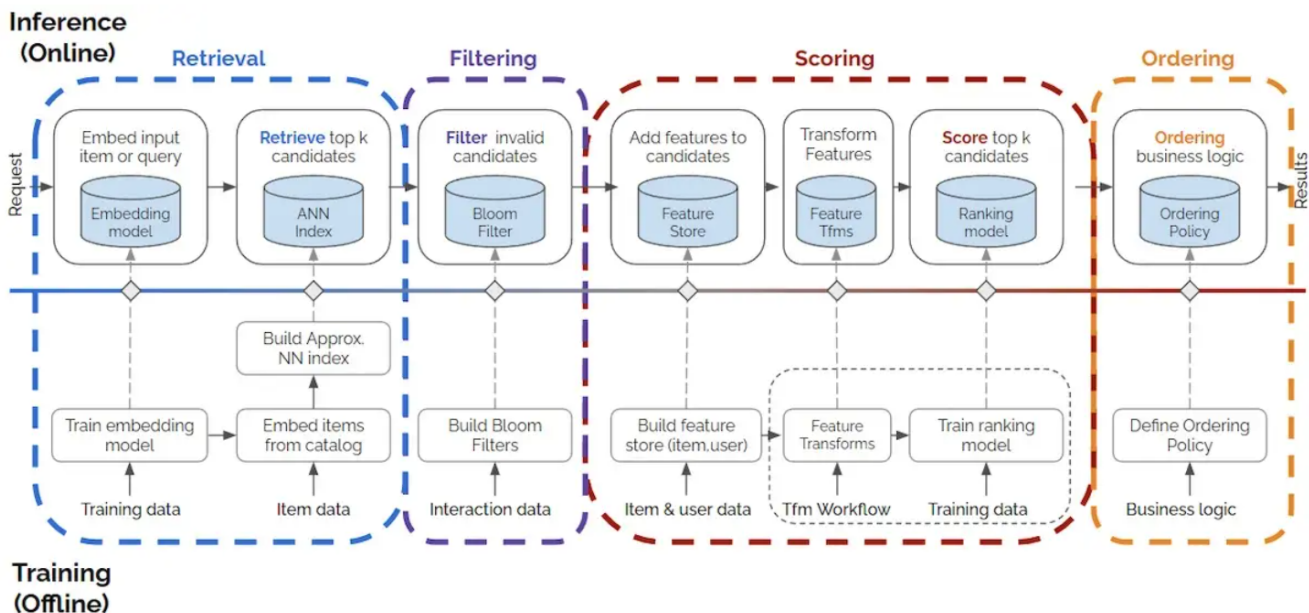 Inference
(Online)
Retrieval
Filtering
Scoring
Ordering
Request
Embed input
item or query
Embedding
model
Retrieve top k
candidates
ANN
Index
Filter invalid
candidates
Bloom
Filter
Add features to
candidates
Feature
Store
Transform
Features
Feature
Tfms
Score top k
candidates
Ranking
model
Ordering
business logic
Ordering
Policy
Results
Build Approx.
NN index
Train embedding
model
Embed items
from catalog
Build Bloom
Filters
Build feature
store (item,user)
Feature
Transforms
Train ranking
model
Define Ordering
Policy
Training data
Item data
Interaction data
Item & user data
Tfm Workflow
Training data
Business logic
Training
(Offline)